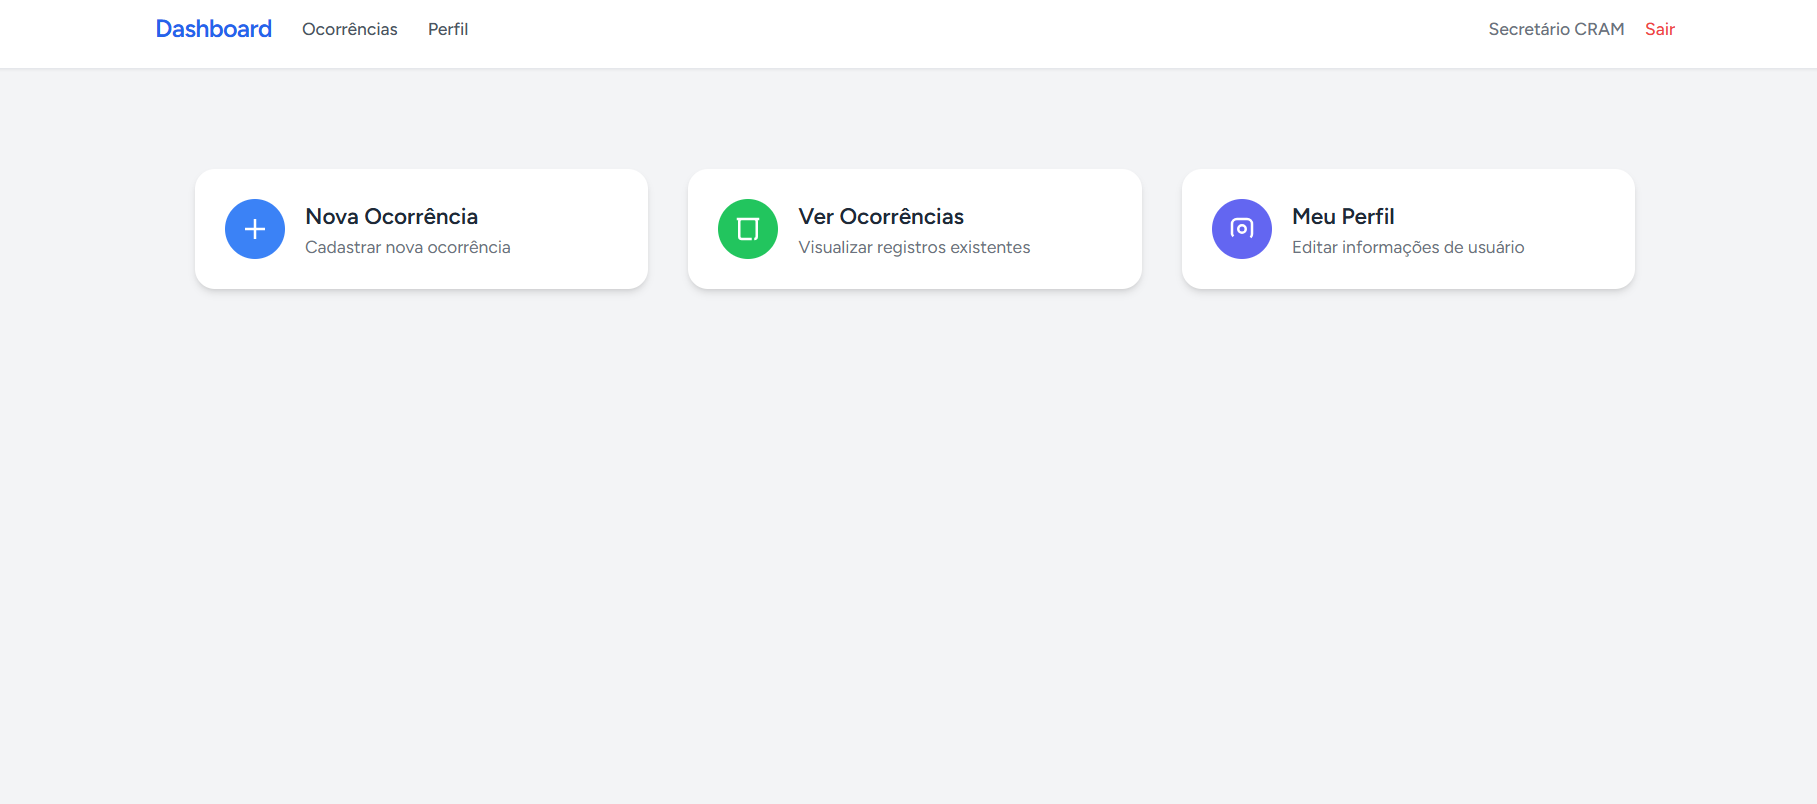 Dashboard Ocorrências Perfil Secretário CRAM Sair
Nova Ocorrência
Cadastrar nova ocorrência
Ver Ocorrências
Visualizar registros existentes
Meu Perfil
Editar informações de usuário